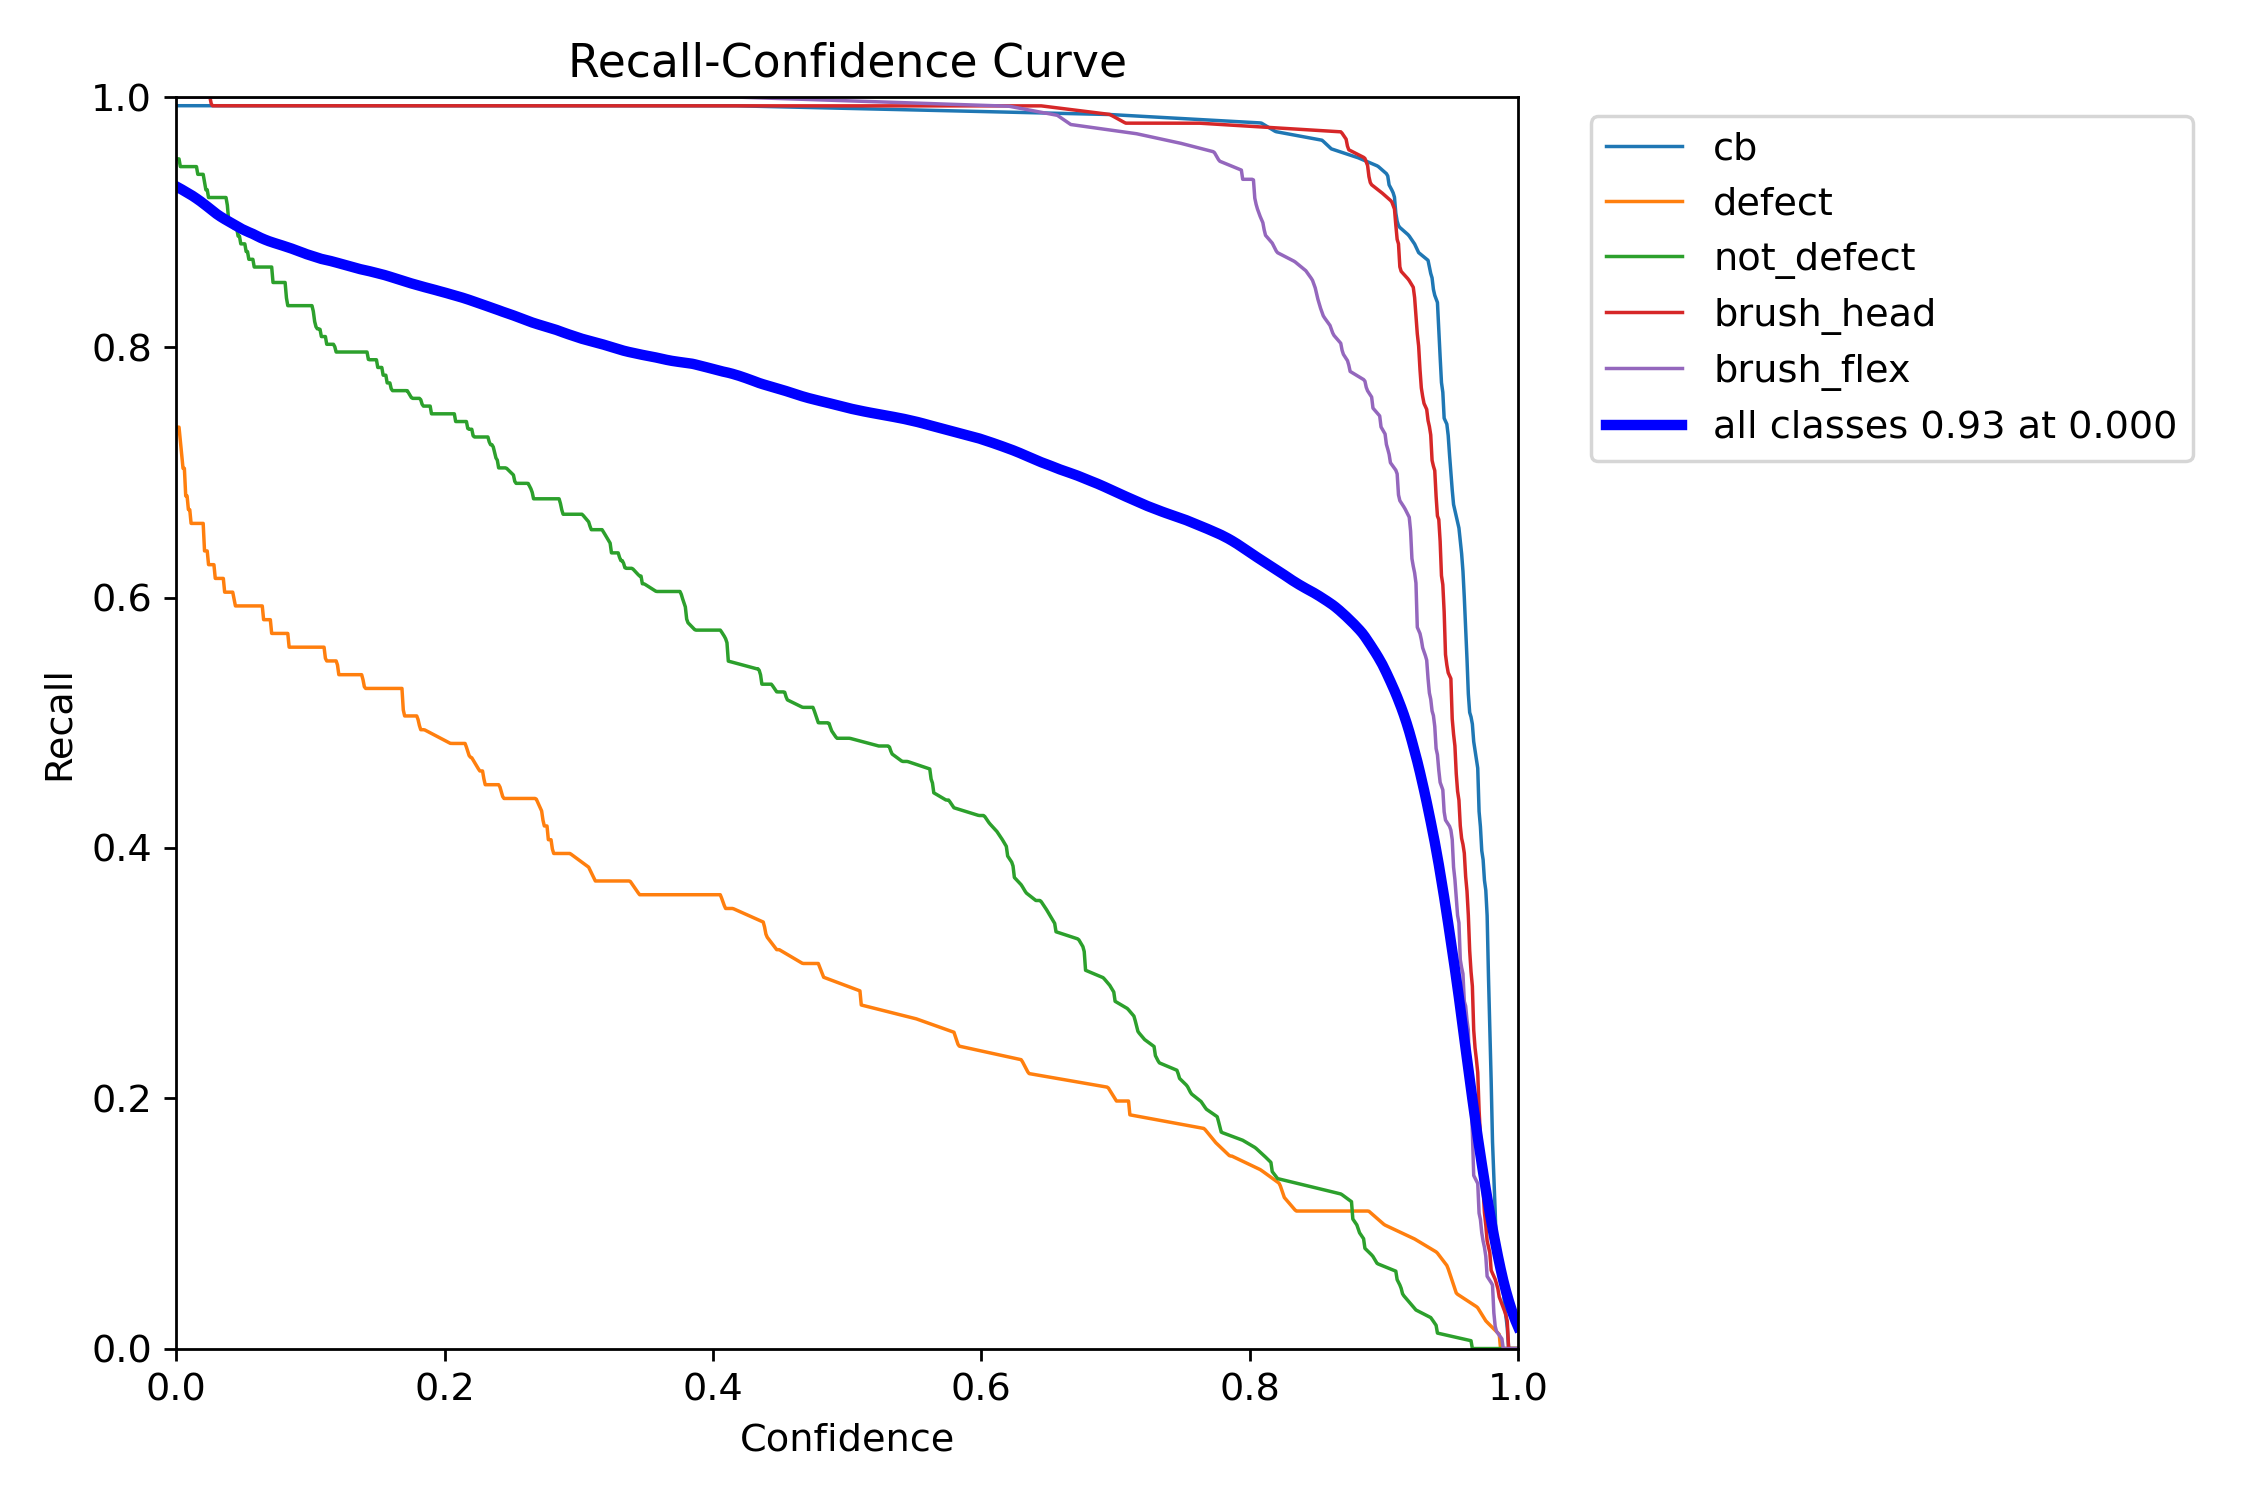 Recall-Confidence Curve
1.0
0.8
0.6
0.4
0.2
0.0
Recall
0.0 0.2 0.4 0.6 0.8 1.0
Confidence
cb
defect
not_defect
brush_head
brush_flex
all classes 0.93 at 0.000